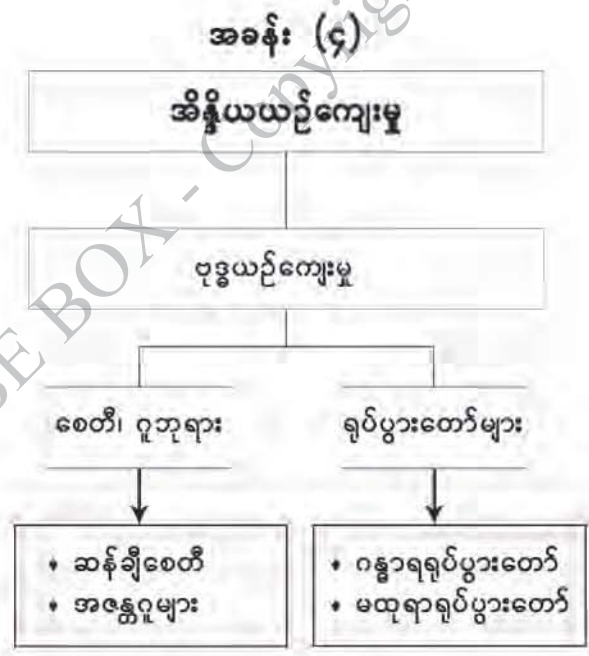 အခန်း (၄)
အိန္ဒိယယဉ်ကျေးမှု
ဗုဒ္ဓယဉ်ကျေးမှု
စေတီ၊ ဂူဘုရား
ရုပ်ပွားတော်များ
• ဆန်ချီစေတီ
• အဇန္တဂူများ
• ဂန္ဓာရရုပ်ပွားတော်
• မထုရာရုပ်ပွားတော်